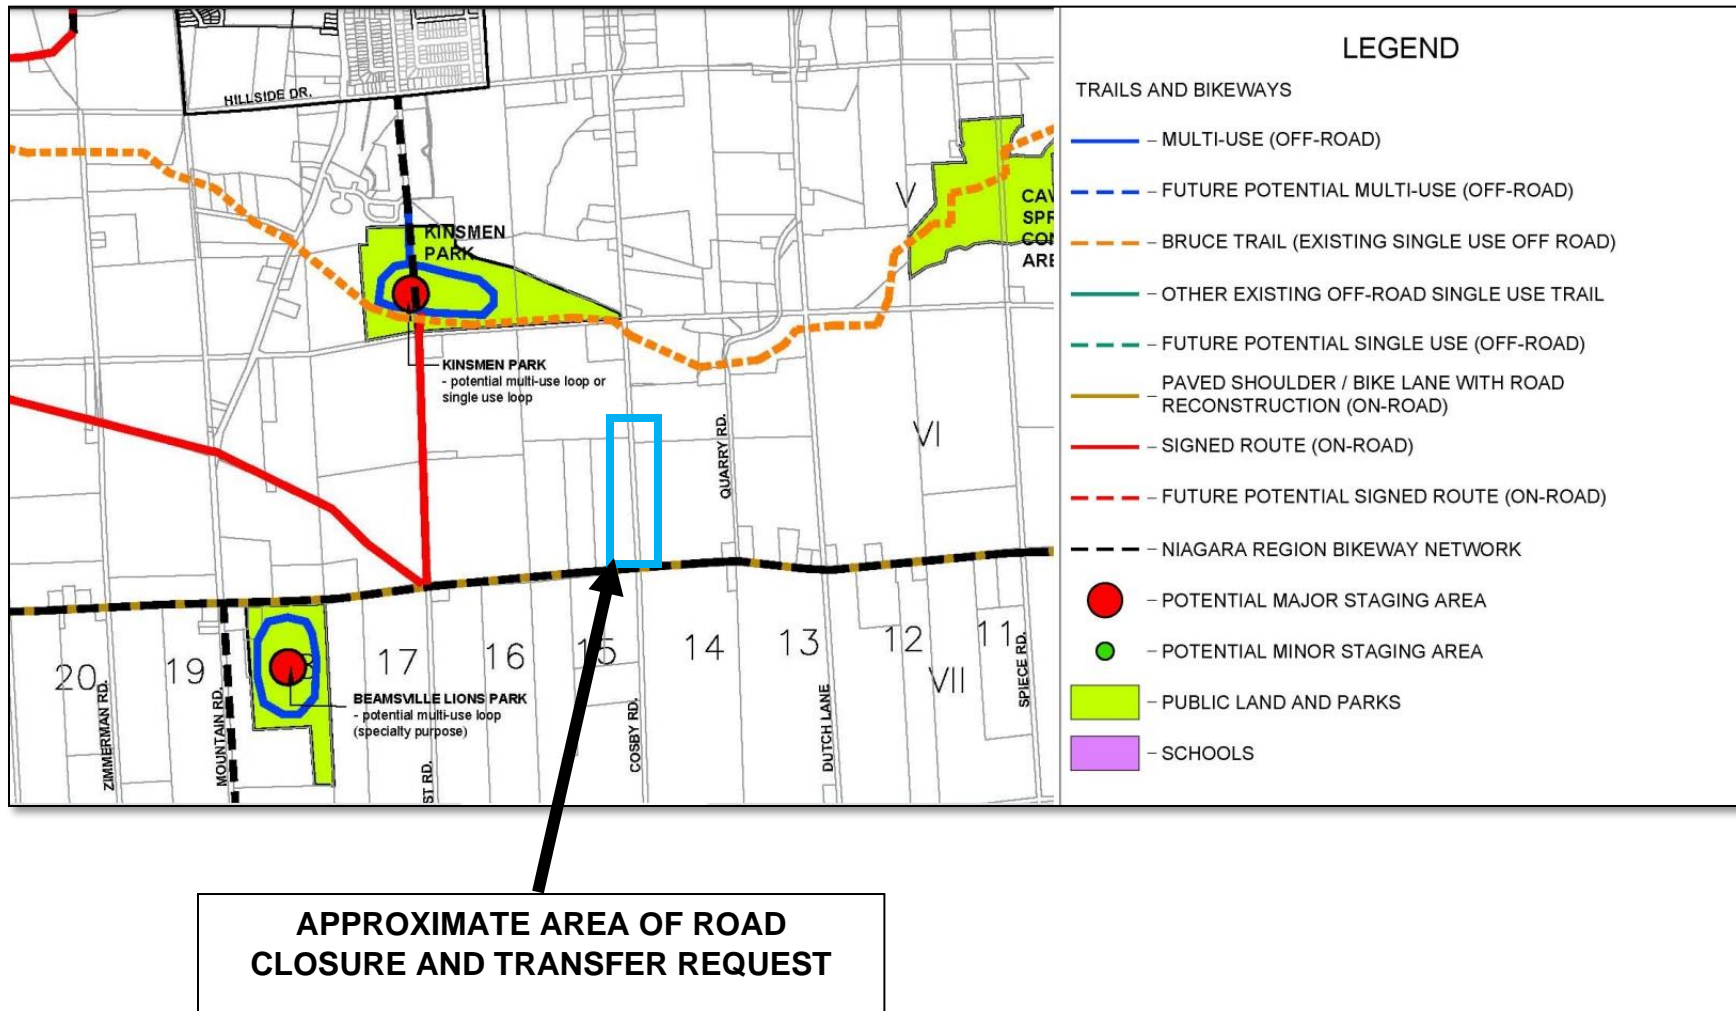 HILLSIDE DR.
KINSMEN
PARK
V
CAV
SPR
CON
ARE
KINSMEN PARK
- potential multi-use loop or
single use loop
QUARRY RD.
VI
20
19
17
16
15
14
13
12
11
VII
BEAMSVILLE LIONS PARK
- potential multi-use loop
(specialty purpose)
ZIMMERMAN RD.
MOUNTAIN RD.
ST RD.
COSBY RD.
DUTCH LANE
SPIECE RD.
LEGEND
TRAILS AND BIKEWAYS
– MULTI-USE (OFF-ROAD)
– FUTURE POTENTIAL MULTI-USE (OFF-ROAD)
– BRUCE TRAIL (EXISTING SINGLE USE OFF ROAD)
– OTHER EXISTING OFF-ROAD SINGLE USE TRAIL
– FUTURE POTENTIAL SINGLE USE (OFF-ROAD)
– PAVED SHOULDER / BIKE LANE WITH ROAD
RECONSTRUCTION (ON-ROAD)
– SIGNED ROUTE (ON-ROAD)
– FUTURE POTENTIAL SIGNED ROUTE (ON-ROAD)
– NIAGARA REGION BIKEWAY NETWORK
– POTENTIAL MAJOR STAGING AREA
– POTENTIAL MINOR STAGING AREA
– PUBLIC LAND AND PARKS
– SCHOOLS
APPROXIMATE AREA OF ROAD
CLOSURE AND TRANSFER REQUEST